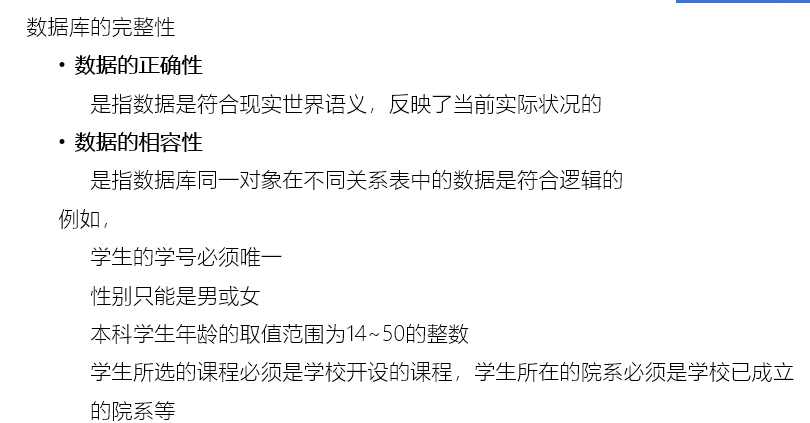 数据库的完整性
• 数据的正确性
是指数据是符合现实世界语义，反映了当前实际状况的
• 数据的相容性
是指数据库同一对象在不同关系表中的数据是符合逻辑的
例如，
学生的学号必须唯一
性别只能是男或女
本科学生年龄的取值范围为14~50的整数
学生所选的课程必须是学校开设的课程，学生所在的院系必须是学校已成立
的院系等